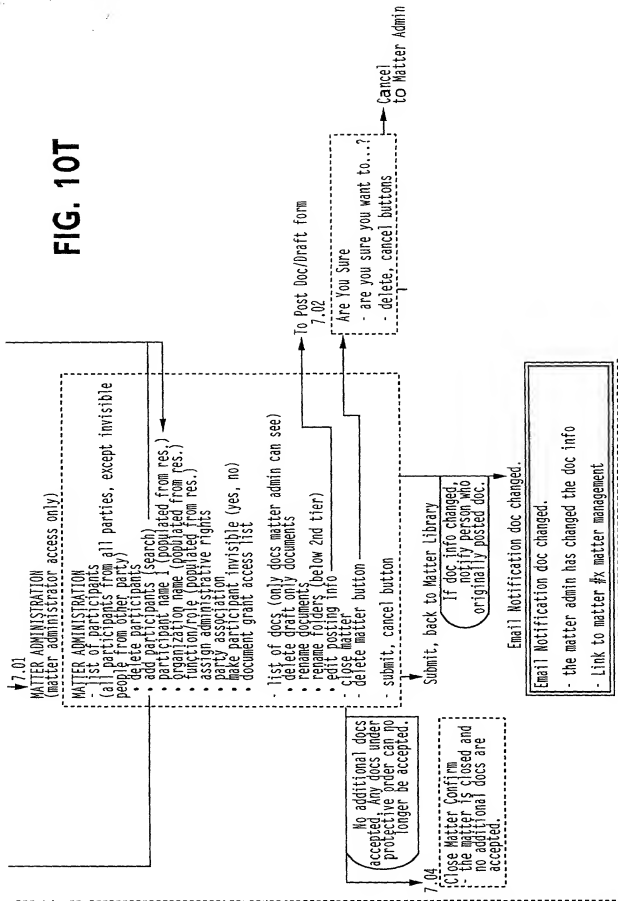 FIG. 10T
7.01
MATTER ADMINISTRATION
(matter administrator access only)
MATTER ADMINISTRATION
- list of participants
(all participants from all parties, except invisible
people from other party)
• delete participants
• add participants (search)
• participant name 1 (populated from res.)
• organization name (populated from res.)
• function/role (populated from res.)
• assign administrative rights
• party association
• make participant invisible (yes, no)
• document grant access list
- list of docs (only docs matter admin can see)
• delete draft only documents
• rename documents
• rename folders (below 2nd tier)
• edit posting info
- close matter
- delete matter button
submit, cancel button
To Post Doc/Draft form
7.02
Are You Sure
- are you sure you want to...?
- delete, cancel buttons
Cancel
to Matter Admin
No additional docs
accepted. Any docs under
protective order can no
longer be accepted.
7.04
Close Matter Confirm
- the matter is closed and
no additional docs are
accepted.
Submit, back to Matter Library
If doc info changed,
notify person who
originally posted doc.
Email Notification doc changed.
Email Notification doc changed.
- the matter admin has changed the doc info
- Link to matter #x matter management